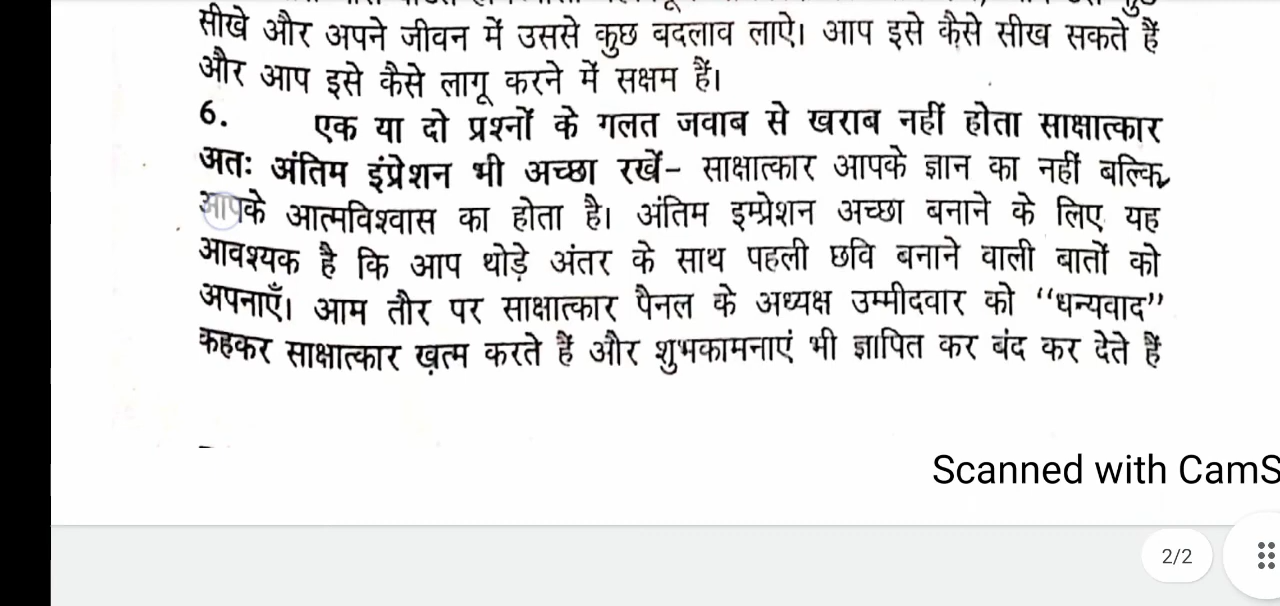 सीखे और अपने जीवन में उससे कुछ बदलाव लाऐ। आप इसे कैसे सीख सकते हैं
और आप इसे कैसे लागू करने में सक्षम हैं।
6. एक या दो प्रश्नों के गलत जवाब से खराब नहीं होता साक्षात्कार
अतः अंतिम इंप्रेशन भी अच्छा रखें- साक्षात्कार आपके ज्ञान का नहीं बल्कि
आपके आत्मविश्वास का होता है। अंतिम इम्प्रेशन अच्छा बनाने के लिए यह
आवश्यक है कि आप थोड़े अंतर के साथ पहली छवि बनाने वाली बातों को
अपनाएँ। आम तौर पर साक्षात्कार पैनल के अध्यक्ष उम्मीदवार को "धन्यवाद"
कहकर साक्षात्कार ख़त्म करते हैं और शुभकामनाएं भी ज्ञापित कर बंद कर देते हैं
Scanned with CamS
2/2